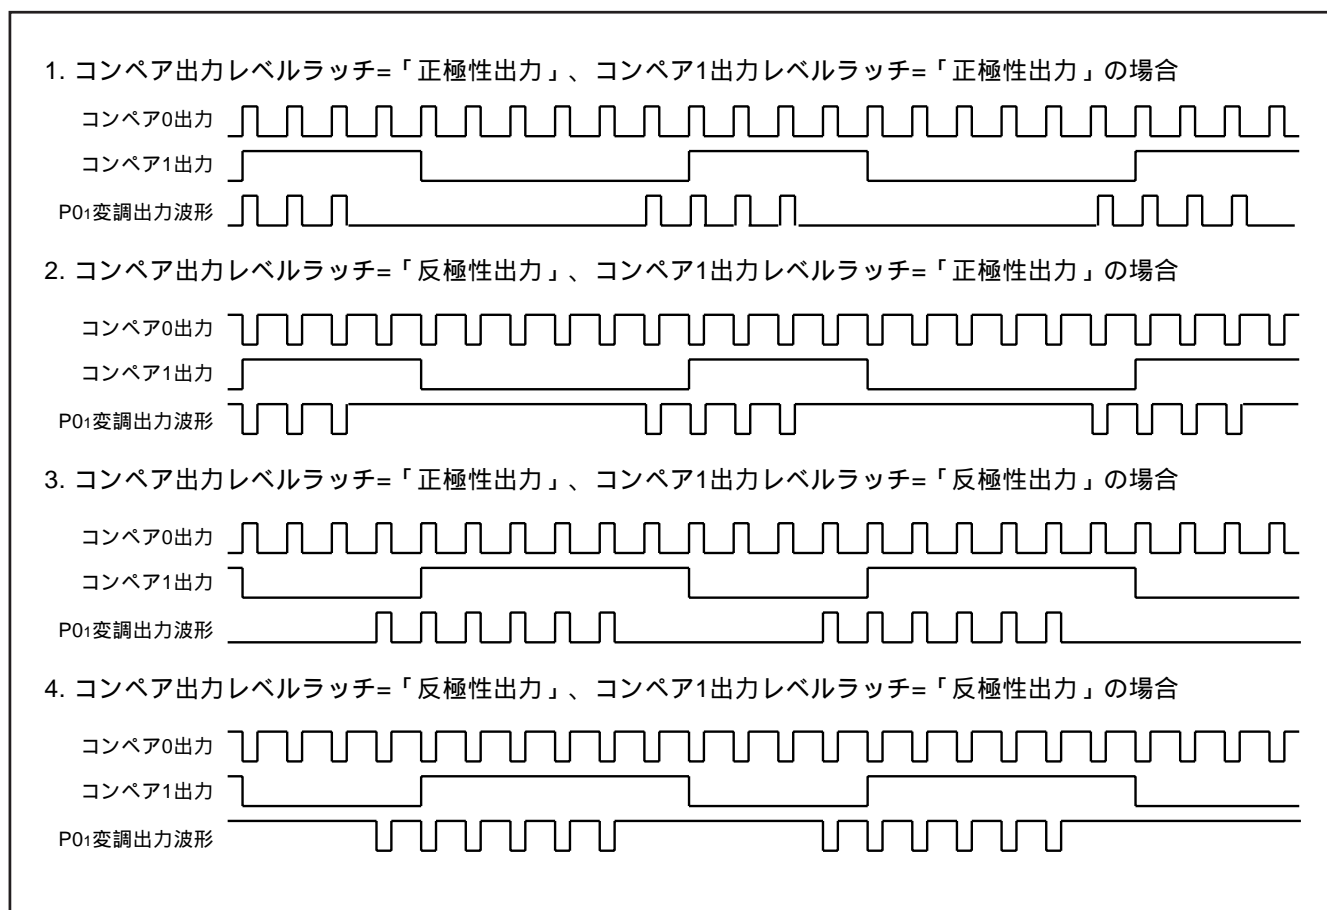 1. コンペア出力レベルラッチ=「正極性出力」、コンペア1出力レベルラッチ=「正極性出力」の場合
コンペア0出力
コンペア1出力
P01変調出力波形
2. コンペア出力レベルラッチ=「反極性出力」、コンペア1出力レベルラッチ=「正極性出力」の場合
コンペア0出力
コンペア1出力
P01変調出力波形
3. コンペア出力レベルラッチ=「正極性出力」、コンペア1出力レベルラッチ=「反極性出力」の場合
コンペア0出力
コンペア1出力
P01変調出力波形
4. コンペア出力レベルラッチ=「反極性出力」、コンペア1出力レベルラッチ=「反極性出力」の場合
コンペア0出力
コンペア1出力
P01変調出力波形